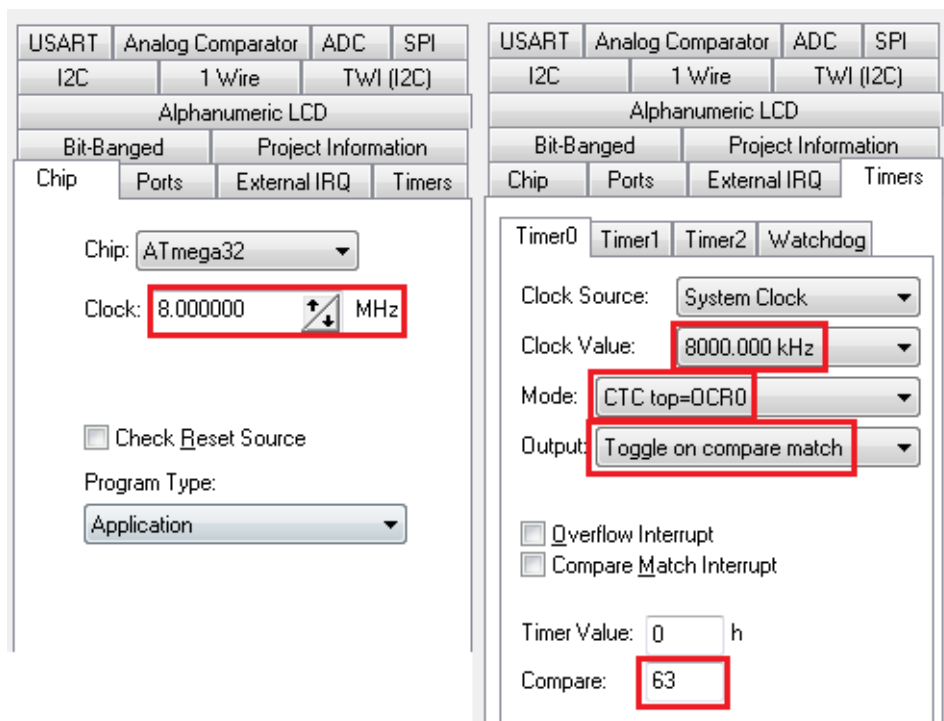 USART Analog Comparator ADC SPI
I2C 1 Wire TWI (I2C)
Alphanumeric LCD
Bit-Banged Project Information
Chip Ports External IRQ Timers
Chip: ATmega32
Clock: 8.000000 MHz
Check Reset Source
Program Type:
Application
USART Analog Comparator ADC SPI
I2C 1 Wire TWI (I2C)
Alphanumeric LCD
Bit-Banged Project Information
Chip Ports External IRQ Timers
Timer0 Timer1 Timer2 Watchdog
Clock Source: System Clock
Clock Value: 8000.000 kHz
Mode: CTC top=OCR0
Output: Toggle on compare match
Overflow Interrupt
Compare Match Interrupt
Timer Value: 0 h
Compare: 63